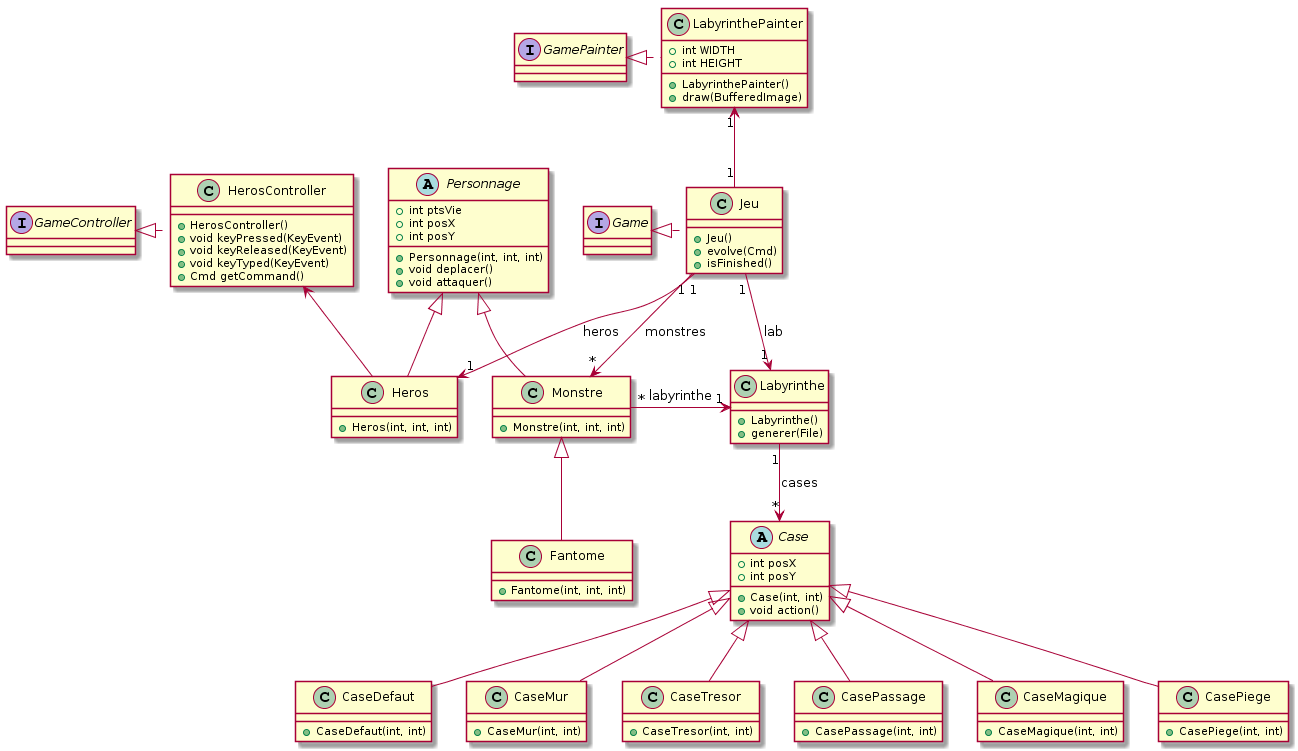 C LabyrinthePainter
int WIDTH
int HEIGHT
LabyrinthePainter()
draw(BufferedImage)
I GamePainter
1
1
C HerosController
HerosController()
void keyPressed(KeyEvent)
void keyReleased(KeyEvent)
void keyTyped(KeyEvent)
Cmd getCommand()
I GameController
A Personnage
int ptsVie
int posX
int posY
Personnage(int, int, int)
void deplacer()
void attaquer()
I Game
C Jeu
Jeu()
evolve(Cmd)
isFinished()
1 1
1
heros
monstres
lab
1
*
1
C Heros
Heros(int, int, int)
C Monstre
Monstre(int, int, int)
* labyrinthe 1
C Labyrinthe
Labyrinthe()
generer(File)
1
cases
*
C Fantome
Fantome(int, int, int)
A Case
int posX
int posY
Case(int, int)
void action()
C CaseDefaut
CaseDefaut(int, int)
C CaseMur
CaseMur(int, int)
C CaseTresor
CaseTresor(int, int)
C CasePassage
CasePassage(int, int)
C CaseMagique
CaseMagique(int, int)
C CasePiege
CasePiege(int, int)